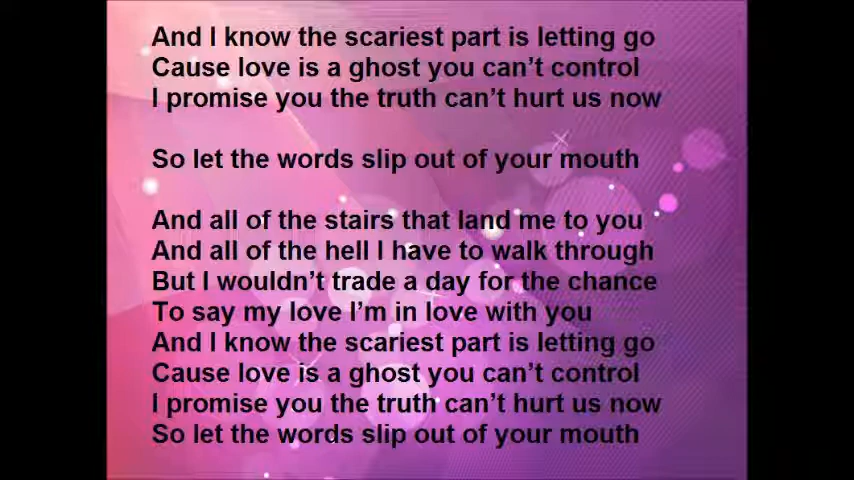 And I know the scariest part is letting go
Cause love is a ghost you can't control
I promise you the truth can't hurt us now
So let the words slip out of your mouth
And all of the stairs that land me to you
And all of the hell I have to walk through
But I wouldn't trade a day for the chance
To say my love I'm in love with you
And I know the scariest part is letting go
Cause love is a ghost you can't control
I promise you the truth can't hurt us now
So let the words slip out of your mouth